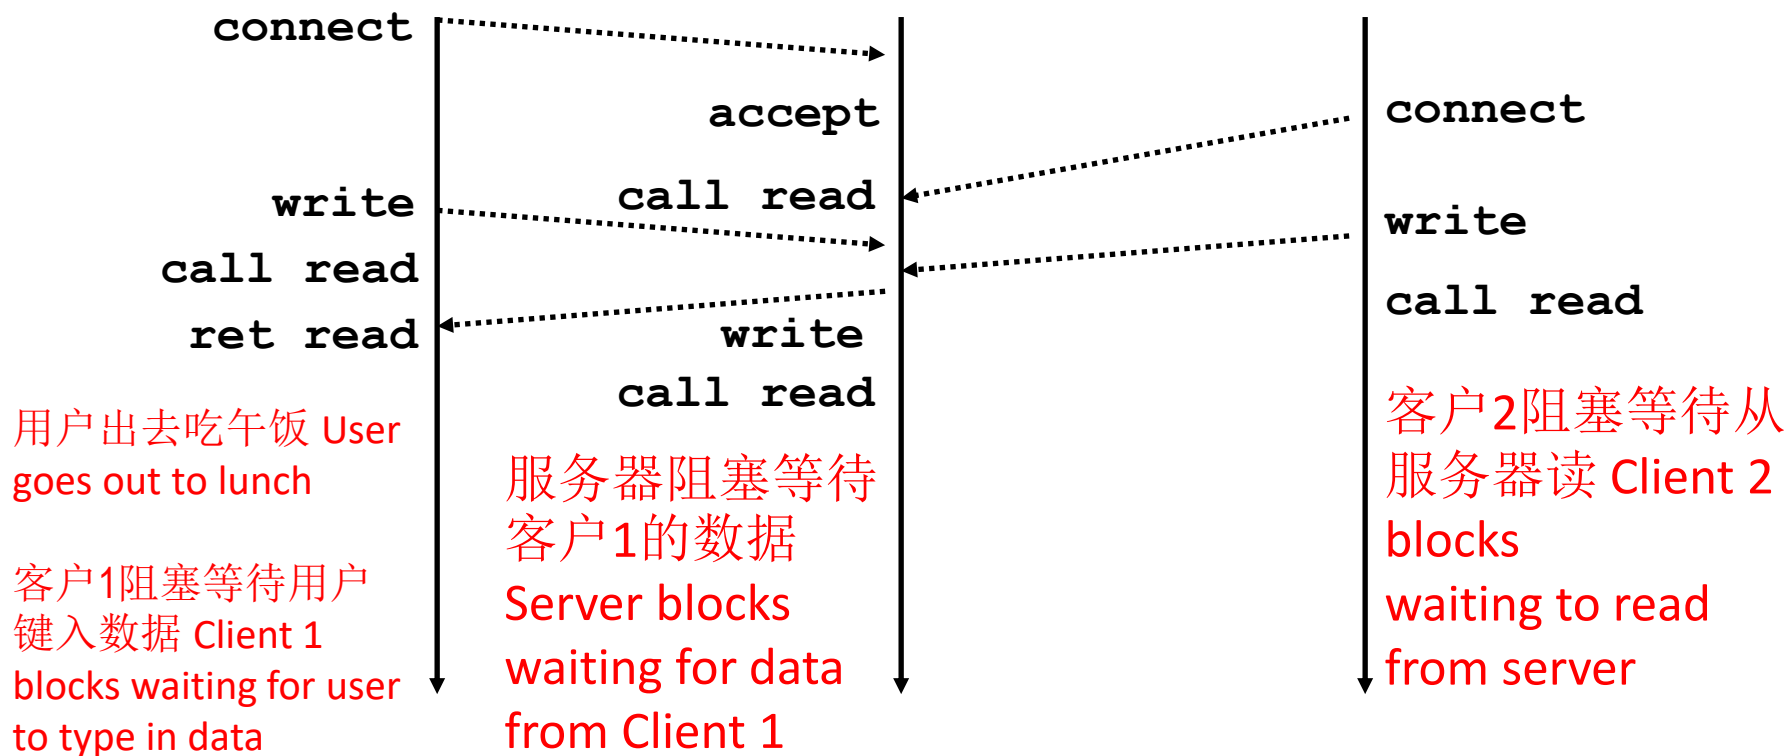 connect
accept
connect
write
call read
write
call read
call read
ret read
write
call read
用户出去吃午饭 User
goes out to lunch
客户1阻塞等待用户
键入数据 Client 1
blocks waiting for user
to type in data
服务器阻塞等待
客户1的数据
Server blocks
waiting for data
from Client 1
客户2阻塞等待从
服务器读 Client 2
blocks
waiting to read
from server